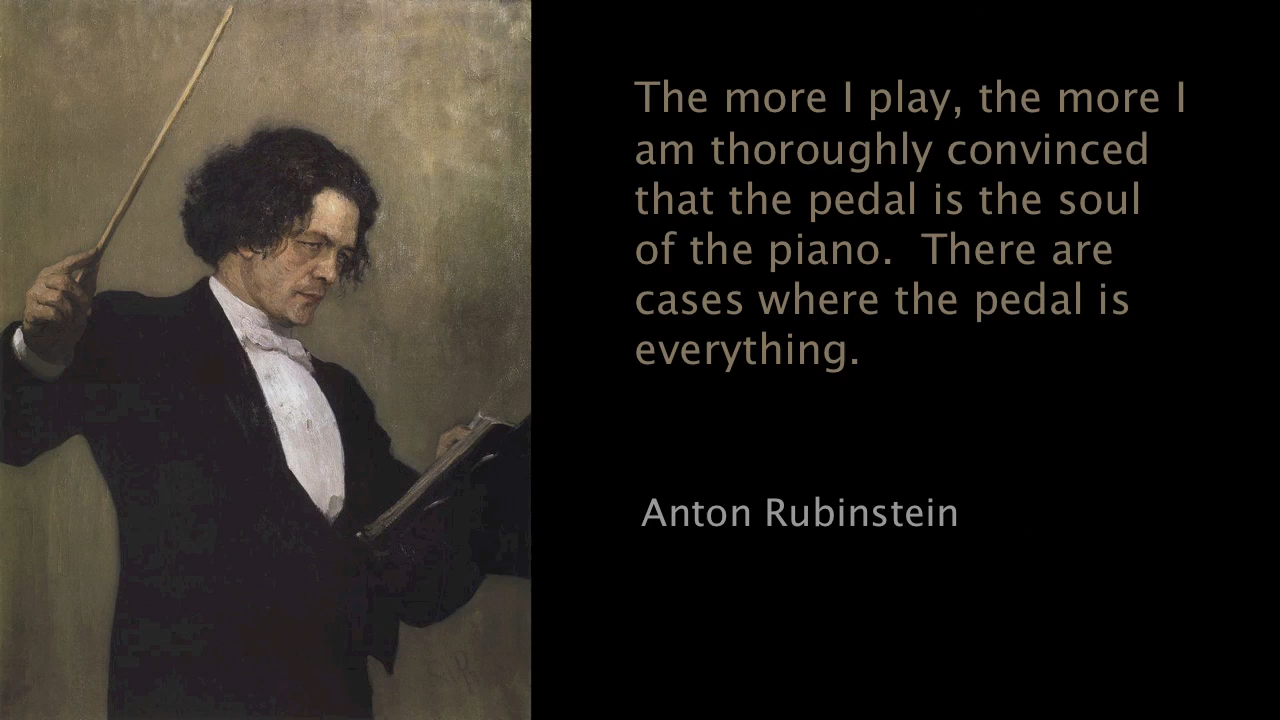 The more I play, the more I
am thoroughly convinced
that the pedal is the soul
of the piano.  There are
cases where the pedal is
everything.
Anton Rubinstein